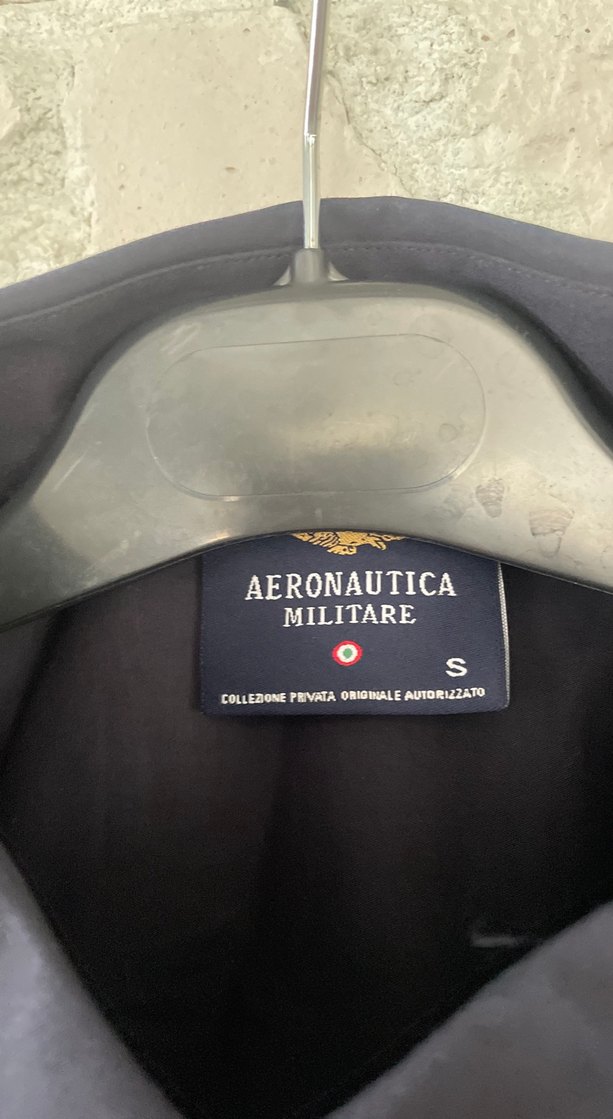 AERONAUTICA
MILITARE
S
COLLEZIONE PRIVATA ORIGINALE AUTORIZZATO